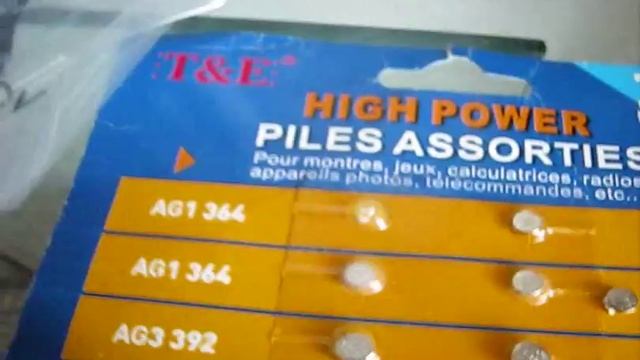 T&E®
HIGH POWER
PILES ASSORTIES
Pour montres, jeux, calculatrices, radios
appareils photos, télécommandes, etc..
AG1 364
AG1 364
AG3 392